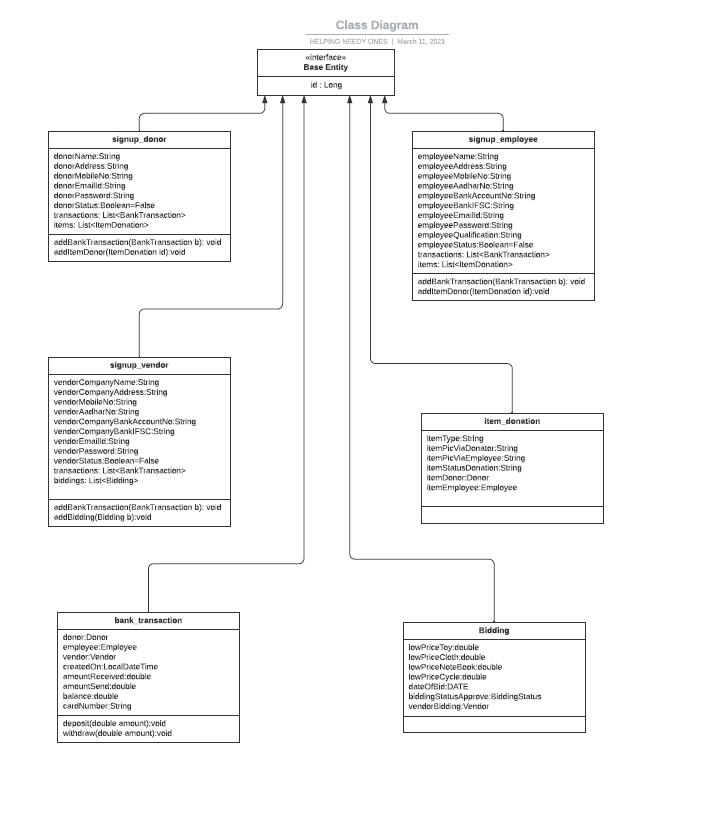 Class Diagram
HELPING NEEDY ONES | March 11, 2023
«interface»
Base Entity
id : Long
signup_donor
donorName:String
donorAddress:String
donorMobileNo:String
donorEmailId:String
donorPassword:String
donorStatus:Boolean=False
transactions: List<BankTransaction>
items: List<ItemDonation>
addBankTransaction(BankTransaction b): void
addItemDonor(ItemDonation id):void
signup_employee
employeeName:String
employeeAddress:String
employeeMobileNo:String
employeeAadharNo:String
employeeBankAccountNo:String
employeeBankIFSC:String
employeeEmailId:String
employeePassword:String
employeeQualification:String
employeeStatus:Boolean=False
transactions: List<BankTransaction>
items: List<ItemDonation>
addBankTransaction(BankTransaction b): void
addItemDonor(ItemDonation id):void
signup_vendor
vendorCompanyName:String
vendorCompanyAddress:String
vendorMobileNo:String
vendorAadharNo:String
vendorCompanyBankAccountNo:String
vendorCompanyBankIFSC:String
vendorEmailId:String
vendorPassword:String
vendorStatus:Boolean=False
transactions: List<BankTransaction>
biddings: List<Bidding>
addBankTransaction(BankTransaction b): void
addBidding(Bidding b):void
item_donation
itemType:String
itemPicViaDonator:String
itemPicViaEmployee:String
itemStatusDonation:String
itemDonor:Donor
itemEmployee:Employee
bank_transaction
donor:Donor
employee:Employee
vendor:Vendor
createdOn:LocalDateTime
amountReceived:double
amountSend:double
balance:double
cardNumber:String
deposit(double amount):void
withdraw(double amount):void
Bidding
lowPriceToy:double
lowPriceCloth:double
lowPriceNoteBook:double
lowPriceCycle:double
dateOfBid:DATE
biddingStatusApprove:BiddingStatus
vendorBidding:Vendor